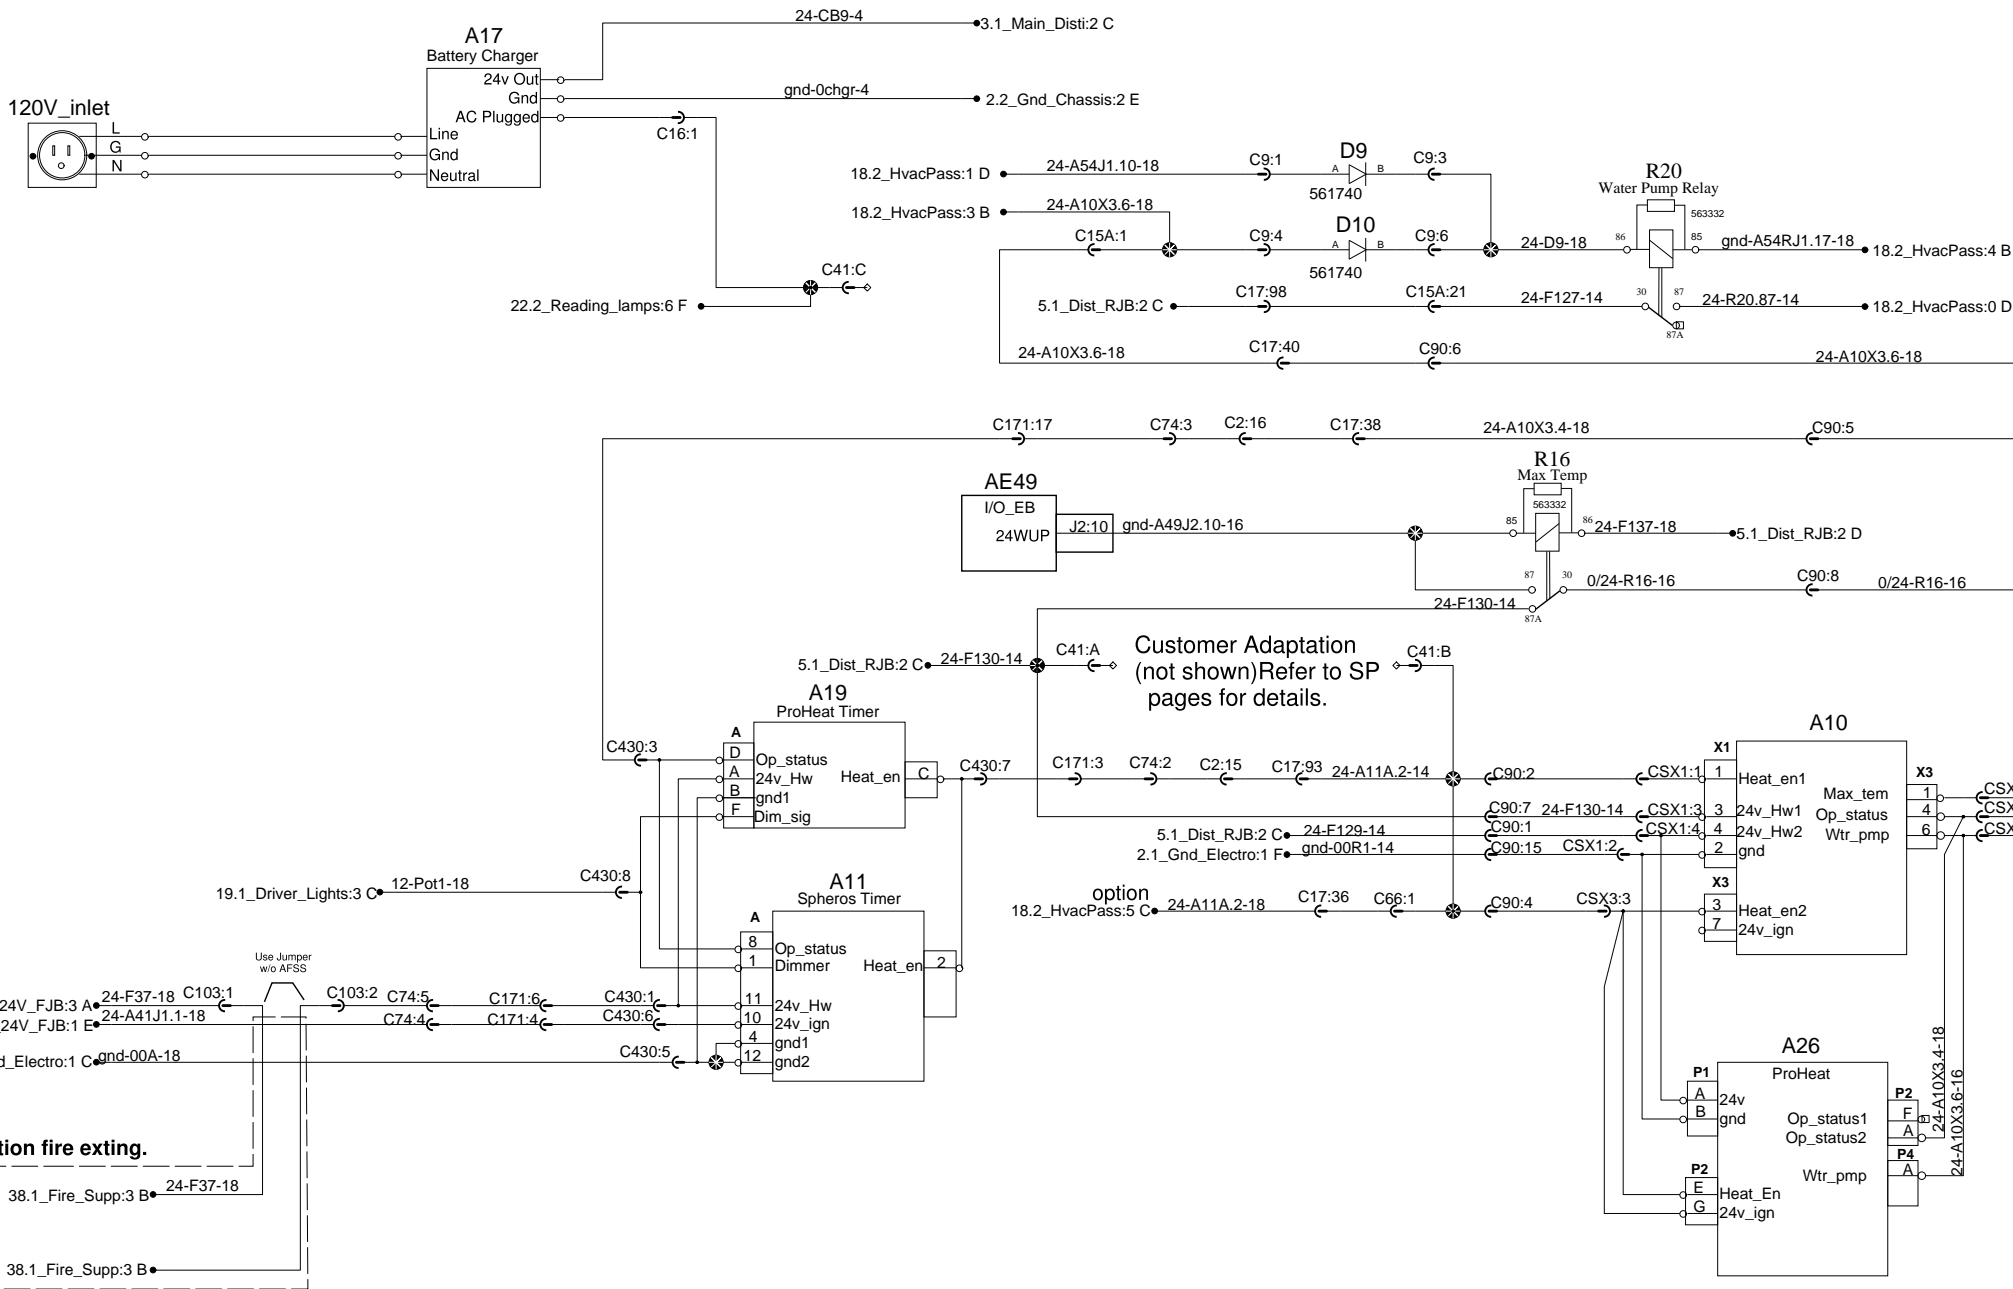 24-CB9-4
3.1_Main_Disti:2 C
A17
Battery Charger
24v Out
Gnd
AC Plugged
Line
Gnd
Neutral
gnd-0chgr-4
2.2_Gnd_Chassis:2 E
120V_inlet
L
G
N
C16:1
C41:C
22.2_Reading_lamps:6 F
18.2_HvacPass:1 D
24-A54J1.10-18
C9:1
D9
A
B
561740
C9:3
18.2_HvacPass:3 B
24-A10X3.6-18
C15A:1
C9:4
D10
A
B
561740
C9:6
24-D9-18
R20
Water Pump Relay
563332
86
85
gnd-A54RJ1.17-18
18.2_HvacPass:4 B
5.1_Dist_RJB:2 C
C17:98
C15A:21
24-F127-14
30
87
87A
24-R20.87-14
18.2_HvacPass:0 D
24-A10X3.6-18
C17:40
C90:6
24-A10X3.6-18
C171:17
C74:3
C2:16
C17:38
24-A10X3.4-18
C90:5
AE49
I/O_EB
24WUP
J2:10
gnd-A49J2.10-16
R16
Max Temp
563332
85
86
24-F137-18
5.1_Dist_RJB:2 D
87
30
87A
0/24-R16-16
C90:8
0/24-R16-16
24-F130-14
5.1_Dist_RJB:2 C
24-F130-14
C41:A
Customer Adaptation
(not shown)Refer to SP
pages for details.
C41:B
A19
ProHeat Timer
A
D
Op_status
A
24v_Hw
B
gnd1
F
Dim_sig
Heat_en
C
C430:3
C430:7
C171:3
C74:2
C2:15
C17:93
24-A11A.2-14
C90:2
CSX1:1
C90:7
24-F130-14
CSX1:3
5.1_Dist_RJB:2 C
24-F129-14
C90:1
CSX1:4
2.1_Gnd_Electro:1 F
gnd-00R1-14
C90:15
CSX1:2
A10
X1
1
Heat_en1
3
24v_Hw1
4
24v_Hw2
2
gnd
X3
3
Heat_en2
7
24v_ign
X3
Max_tem
1
Op_status
4
Wtr_pmp
6
CSX
CSX
CSX
option
18.2_HvacPass:5 C
24-A11A.2-18
C17:36
C66:1
C90:4
CSX3:3
19.1_Driver_Lights:3 C
12-Pot1-18
C430:8
A11
Spheros Timer
A
8
Op_status
1
Dimmer
11
24v_Hw
10
24v_ign
4
gnd1
12
gnd2
Heat_en
2
Use Jumper
w/o AFSS
24V_FJB:3 A
24-F37-18
C103:1
C103:2
C74:5
C171:6
C430:1
_24V_FJB:1 E
24-A41J1.1-18
C74:4
C171:4
C430:6
d_Electro:1 C
gnd-00A-18
C430:5
tion fire exting.
38.1_Fire_Supp:3 B
24-F37-18
38.1_Fire_Supp:3 B
A26
ProHeat
P1
A
24v
B
gnd
P2
E
Heat_En
G
24v_ign
P2
Op_status1
F
Op_status2
A
P4
Wtr_pmp
A
24-A10X3.4-18
24-A10X3.6-16